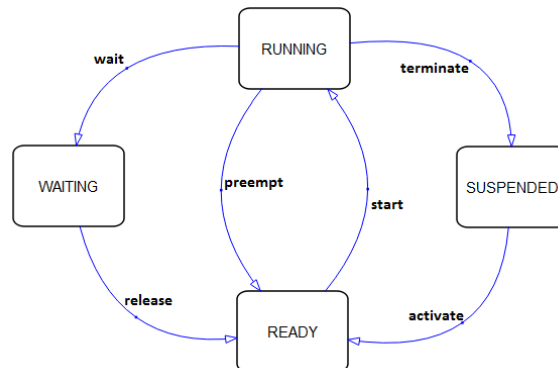 RUNNING
wait
terminate
WAITING
preempt
start
SUSPENDED
release
READY
activate